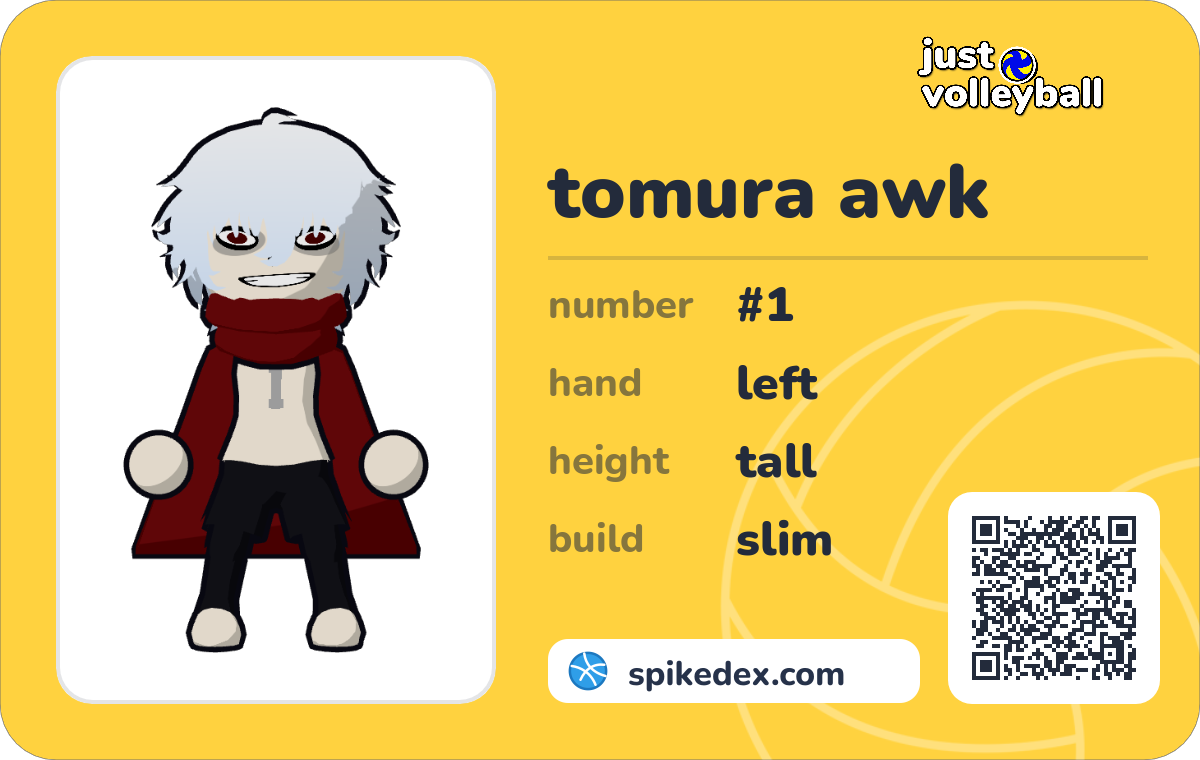 just
volleyball
tomura awk
number #1
hand left
height tall
build slim
spikedex.com